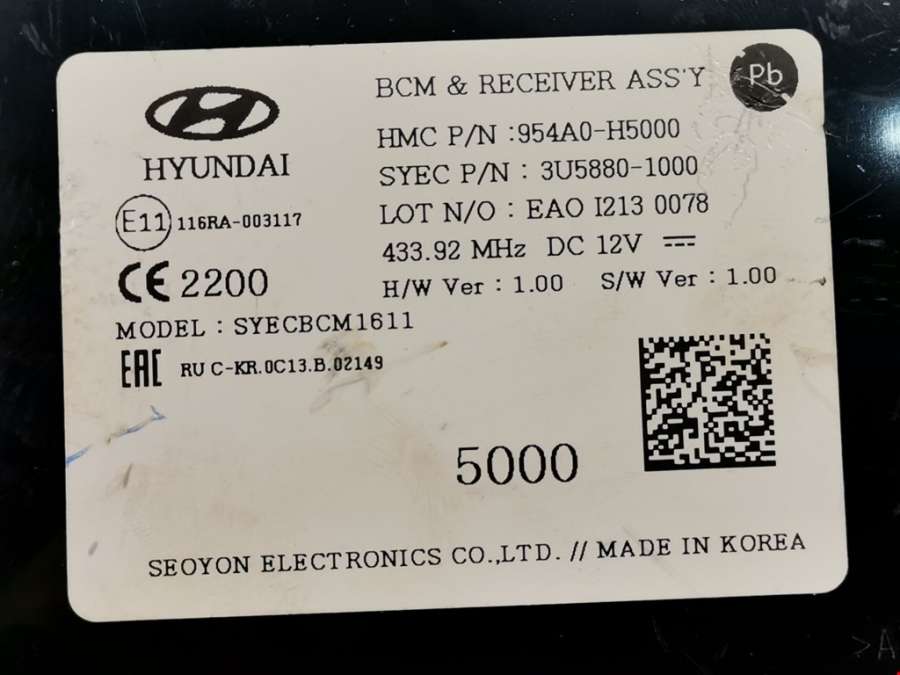 BCM & RECEIVER ASS'Y
Pb
HYUNDAI
HMC P/N :954A0-H5000
SYEC P/N : 3U5880-1000
LOT N/O : EAO I213 0078
E11 116RA-003117
433.92 MHz DC 12V
CE 2200
H/W Ver : 1.00 S/W Ver : 1.00
MODEL : SYECBCM1611
EAC RU C-KR.0C13.B.02149
5000
SEOYON ELECTRONICS CO.,LTD. // MADE IN KOREA
>A